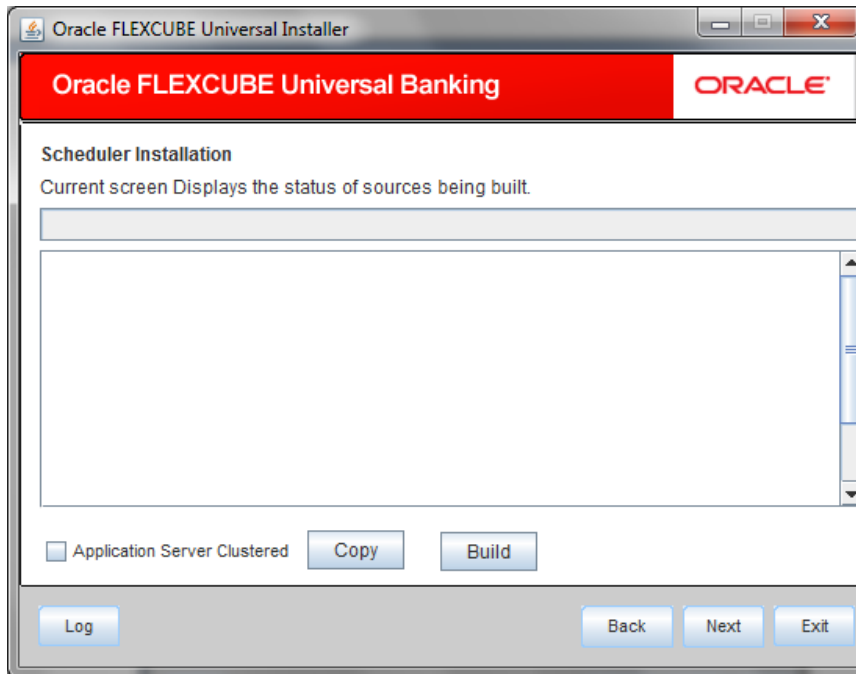 Oracle FLEXCUBE Universal Installer
Oracle FLEXCUBE Universal Banking
ORACLE
Scheduler Installation
Current screen Displays the status of sources being built.
Application Server Clustered
Copy
Build
Log
Back
Next
Exit